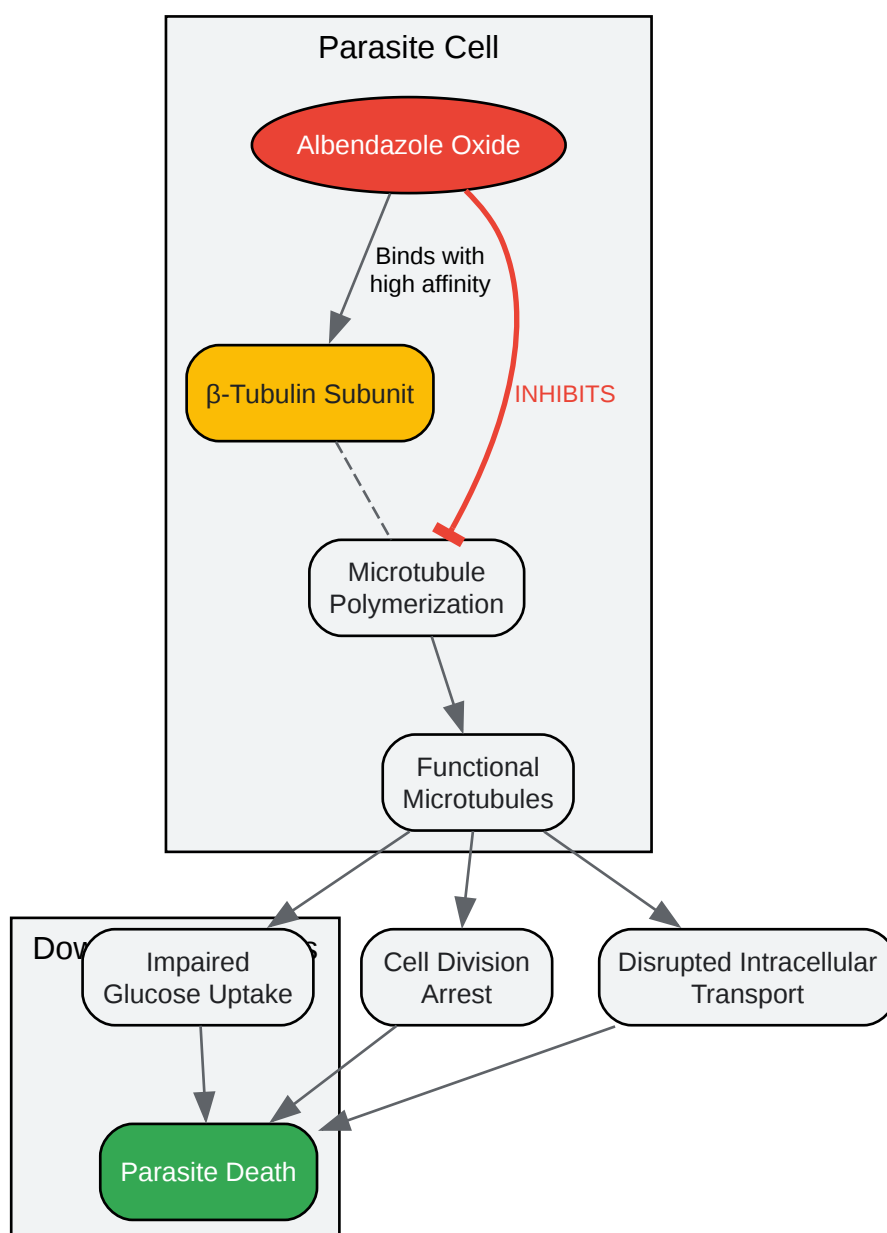 Parasite Cell
Albendazole Oxide
Binds with
high affinity
β-Tubulin Subunit
INHIBITS
Microtubule
Polymerization
Functional
Microtubules
Impaired
Glucose Uptake
Cell Division
Arrest
Disrupted Intracellular
Transport
Parasite Death